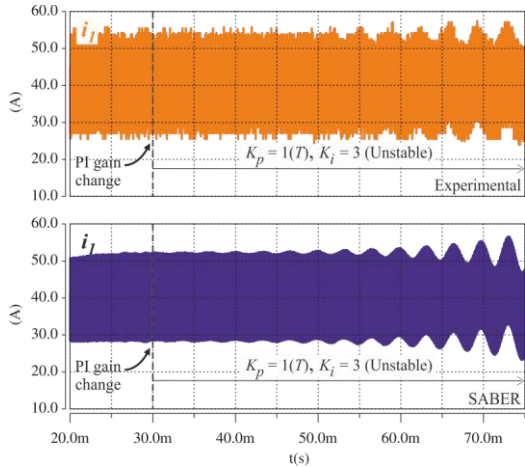 60.0
i1
50.0
40.0
(A)
30.0
20.0
PI gain
change
Kp = 1(T), Ki = 3 (Unstable)
Experimental
10.0
60.0
i1
50.0
40.0
(A)
30.0
20.0
PI gain
change
Kp = 1(T), Ki = 3 (Unstable)
SABER
10.0
20.0m 30.0m 40.0m 50.0m 60.0m 70.0m
t(s)